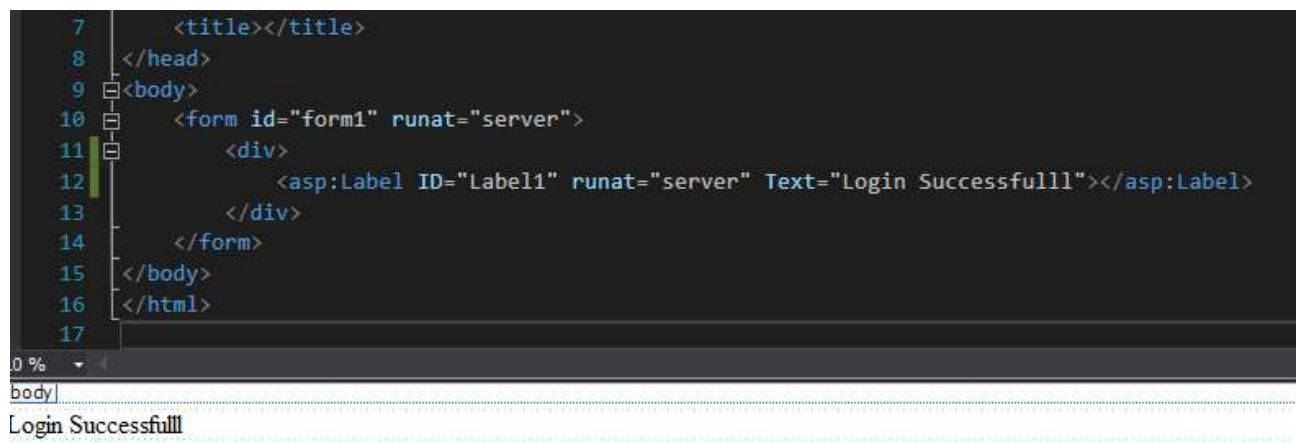 7 <title></title>
8 </head>
9 <body>
10 <form id="form1" runat="server">
11 <div>
12 <asp:Label ID="Label1" runat="server" Text="Login Successfulll"></asp:Label>
13 </div>
14 </form>
15 </body>
16 </html>
17
.0 %
body
Login Successfulll